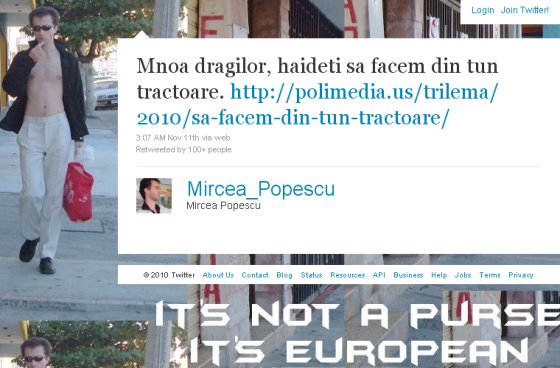 Login Join Twitter!
Mnoa dragilor, haideti sa facem din tun
tractoare. http://polimedia.us/trilema/
2010/sa-facem-din-tun-tractoare/
3:07 AM Nov 11th via web
Retweeted by 100+ people
Mircea_Popescu
Mircea Popescu
© 2010 Twitter About Us Contact Blog Status Resources API Business Help Jobs Terms Privacy
IT'S NOT A PURSE
IT'S EUROPEAN